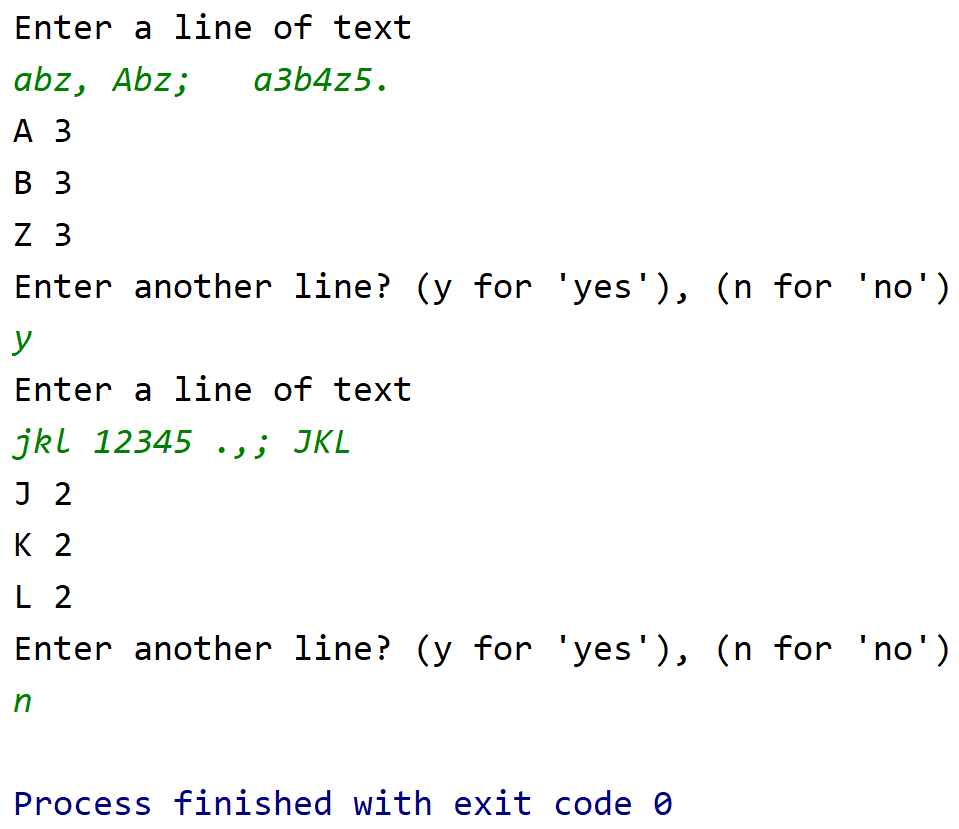 Enter a line of text
abz, Abz;   a3b4z5.
A 3
B 3
Z 3
Enter another line? (y for 'yes'), (n for 'no')
y
Enter a line of text
jkl 12345 .,; JKL
J 2
K 2
L 2
Enter another line? (y for 'yes'), (n for 'no')
n
Process finished with exit code 0